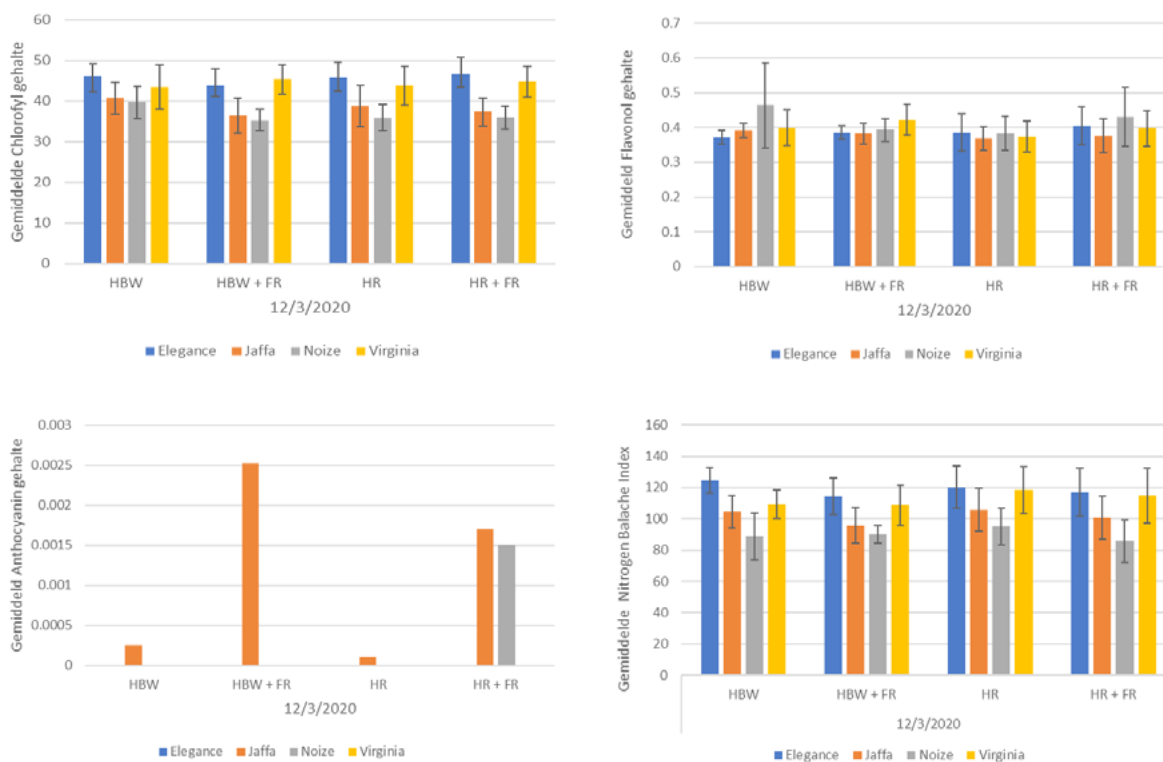 Gemiddelde Chlorofyl gehalte
60
50
40
30
20
10
0
HBW HBW + FR HR HR + FR
12/3/2020
Elegance Jaffa Noize Virginia
Gemiddeld Flavonol gehalte
0.7
0.6
0.5
0.4
0.3
0.2
0.1
0
HBW HBW + FR HR HR + FR
12/3/2020
Elegance Jaffa Noize Virginia
Gemiddeld Anthocyanin gehalte
0.003
0.0025
0.002
0.0015
0.001
0.0005
0
HBW HBW + FR HR HR + FR
12/3/2020
Elegance Jaffa Noize Virginia
Gemiddelde Nitrogen Balache Index
160
140
120
100
80
60
40
20
0
HBW HBW + FR HR HR + FR
12/3/2020
Elegance Jaffa Noize Virginia